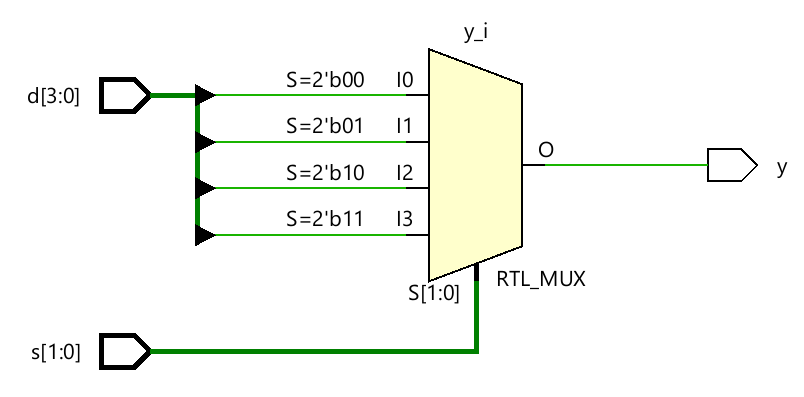 y_i
S=2'b00 I0
d[3:0]
S=2'b01 I1
O
y
S=2'b10 I2
S=2'b11 I3
RTL_MUX
S[1:0]
s[1:0]